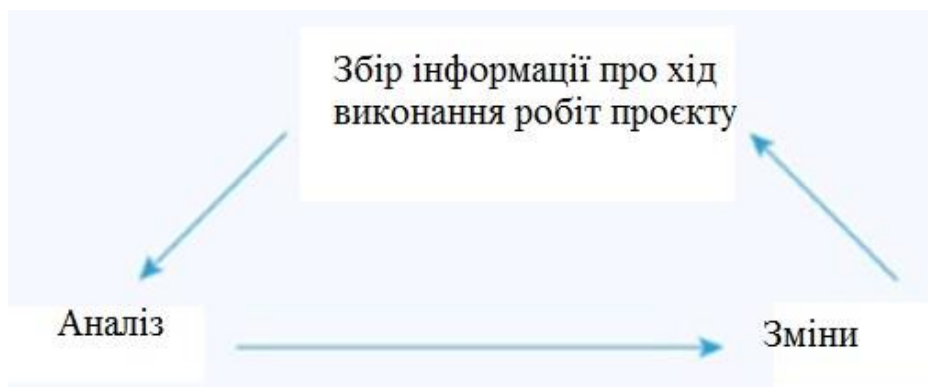 Збір інформації про хід
виконання робіт проєкту
Аналіз
Зміни